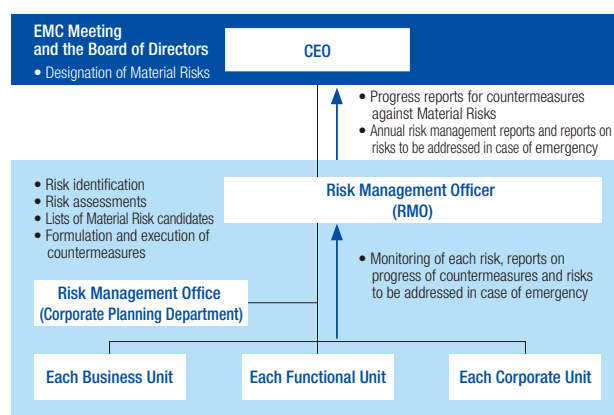 EMC Meeting
and the Board of Directors
• Designation of Material Risks
CEO
• Progress reports for countermeasures
against Material Risks
• Annual risk management reports and reports on
risks to be addressed in case of emergency
• Risk identification
• Risk assessments
• Lists of Material Risk candidates
• Formulation and execution of
countermeasures
Risk Management Officer
(RMO)
• Monitoring of each risk, reports on
progress of countermeasures and risks
to be addressed in case of emergency
Risk Management Office
(Corporate Planning Department)
Each Business Unit
Each Functional Unit
Each Corporate Unit